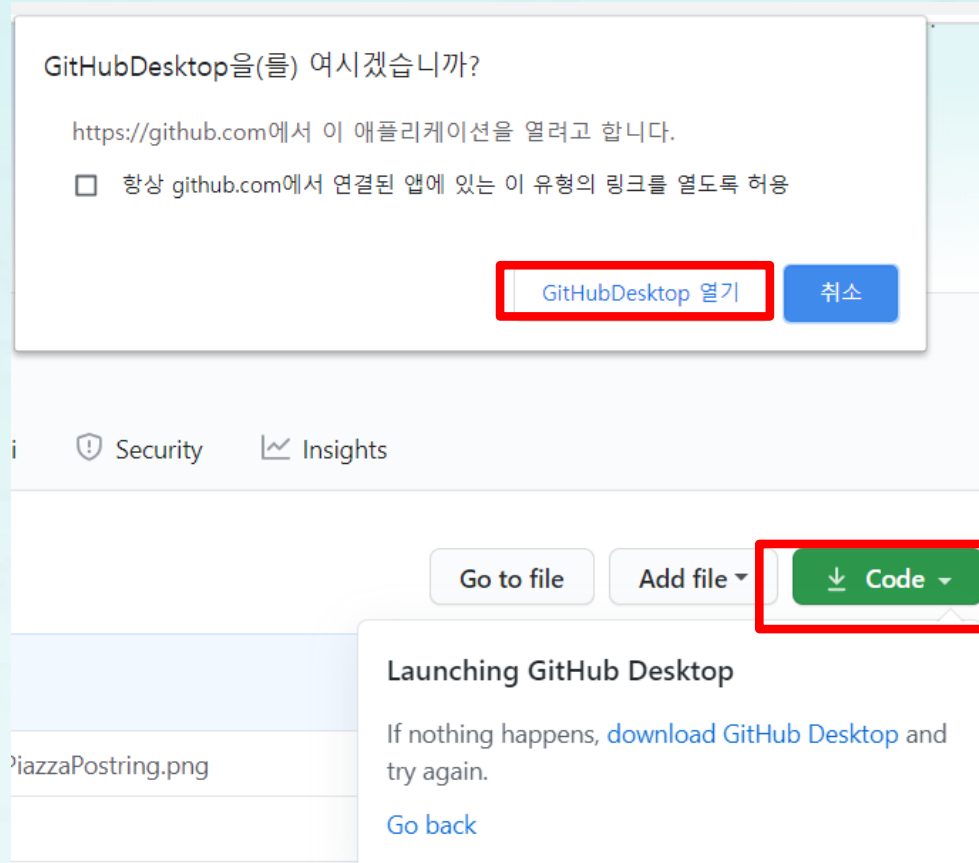 GitHubDesktop을(를) 여시겠습니까?
https://github.com에서 이 애플리케이션을 열려고 합니다.
항상 github.com에서 연결된 앱에 있는 이 유형의 링크를 열도록 허용
GitHubDesktop 열기 취소
i Security Insights
Go to file Add file Code
Launching GitHub Desktop
If nothing happens, download GitHub Desktop and
try again.
PiazzaPostring.png
Go back